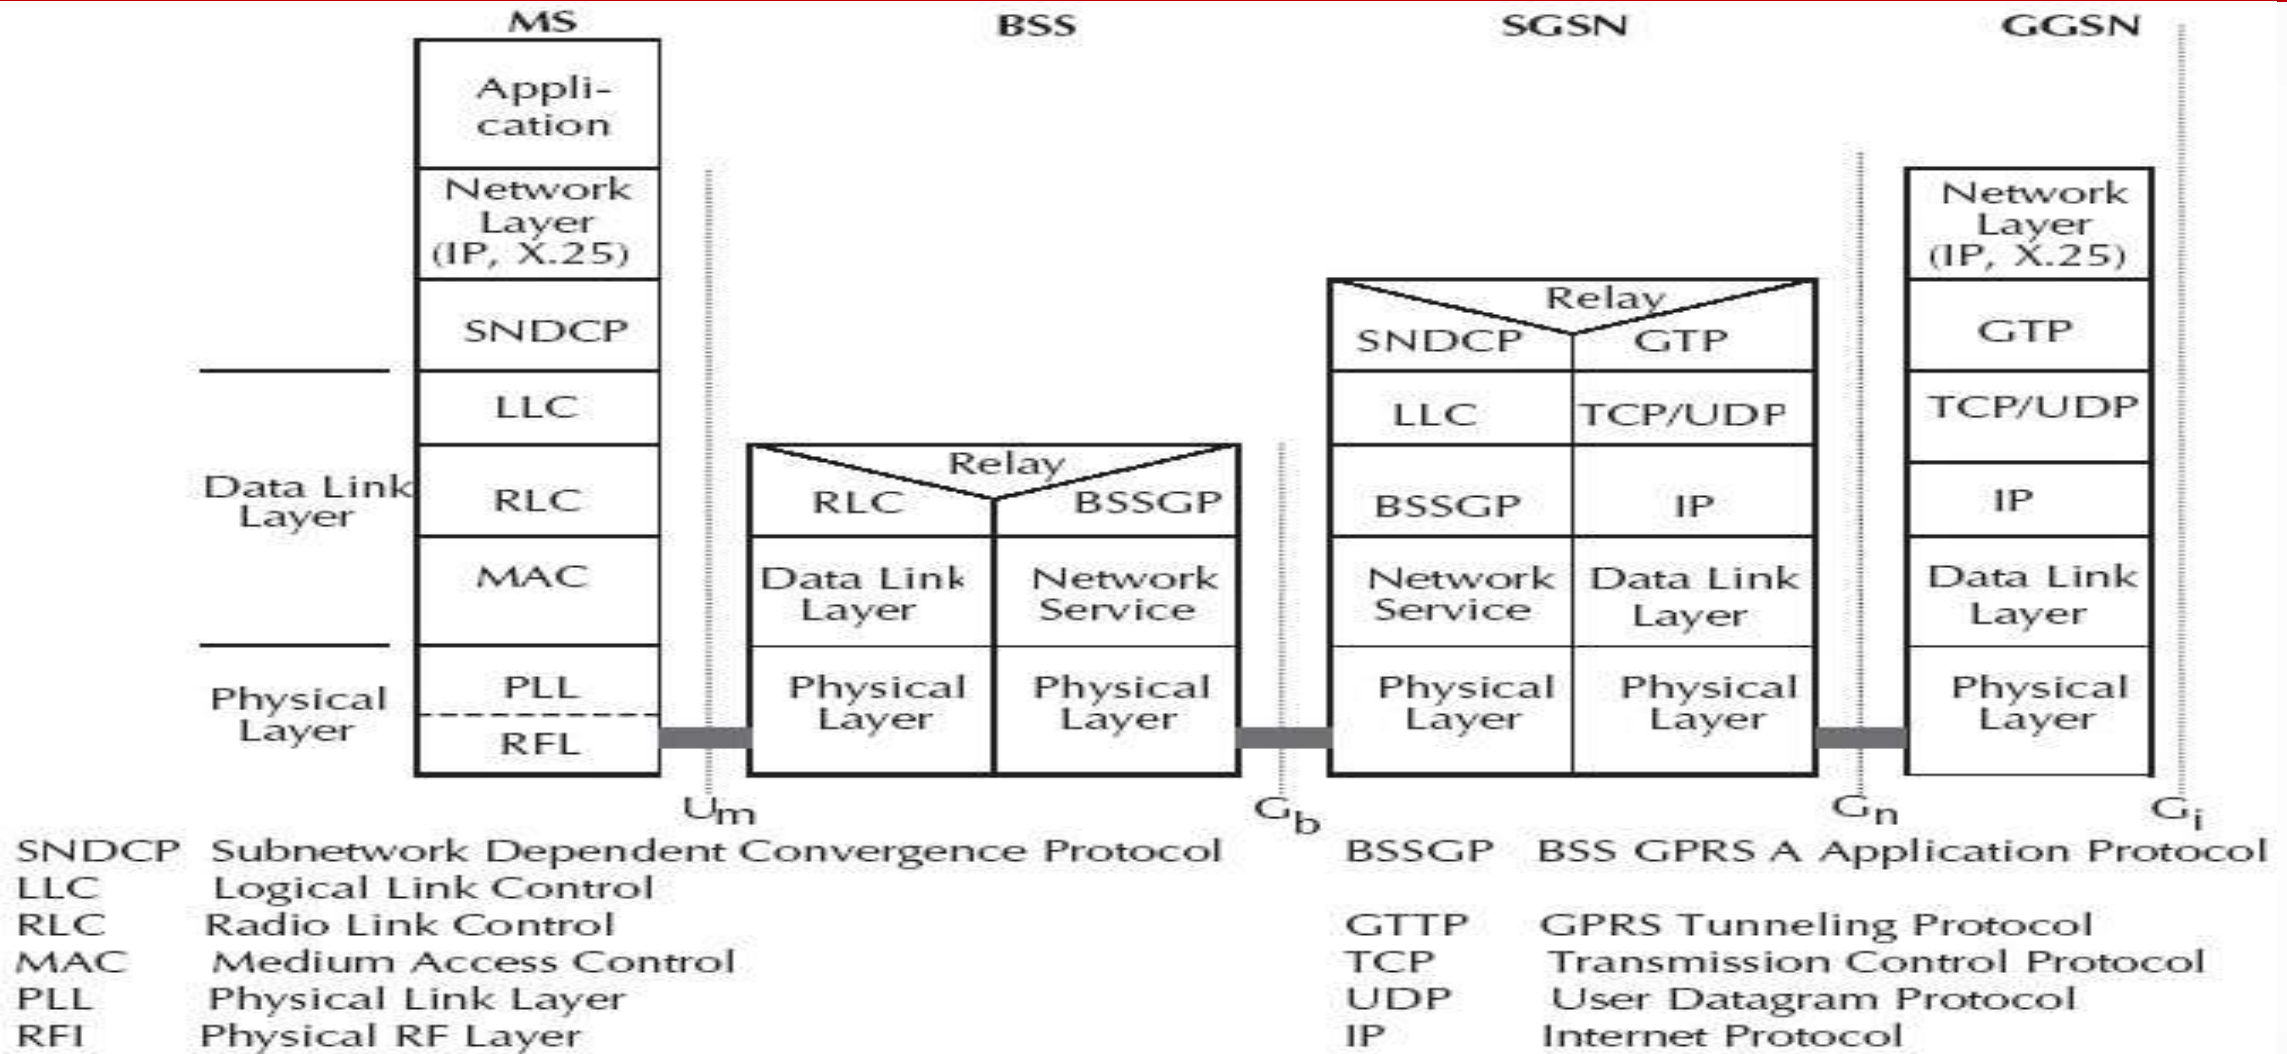 MS
BSS
SGSN
GGSN
Appli-
cation
Network
Layer
(IP, X.25)
SNDCP
LLC
RLC
MAC
PLL
RFL
Data Link
Layer
Physical
Layer
Relay
RLC
BSSGP
Data Link
Layer
Network
Service
Physical
Layer
Physical
Layer
Relay
SNDCP
GTP
LLC
TCP/UDP
BSSGP
IP
Network
Service
Data Link
Layer
Physical
Layer
Physical
Layer
Network
Layer
(IP, X.25)
GTP
TCP/UDP
IP
Data Link
Layer
Physical
Layer
Um
Gb
Gn
Gi
SNDCP Subnetwork Dependent Convergence Protocol
LLC Logical Link Control
RLC Radio Link Control
MAC Medium Access Control
PLL Physical Link Layer
RFI Physical RF Layer
BSSGP BSS GPRS A Application Protocol
GTTP GPRS Tunneling Protocol
TCP Transmission Control Protocol
UDP User Datagram Protocol
IP Internet Protocol